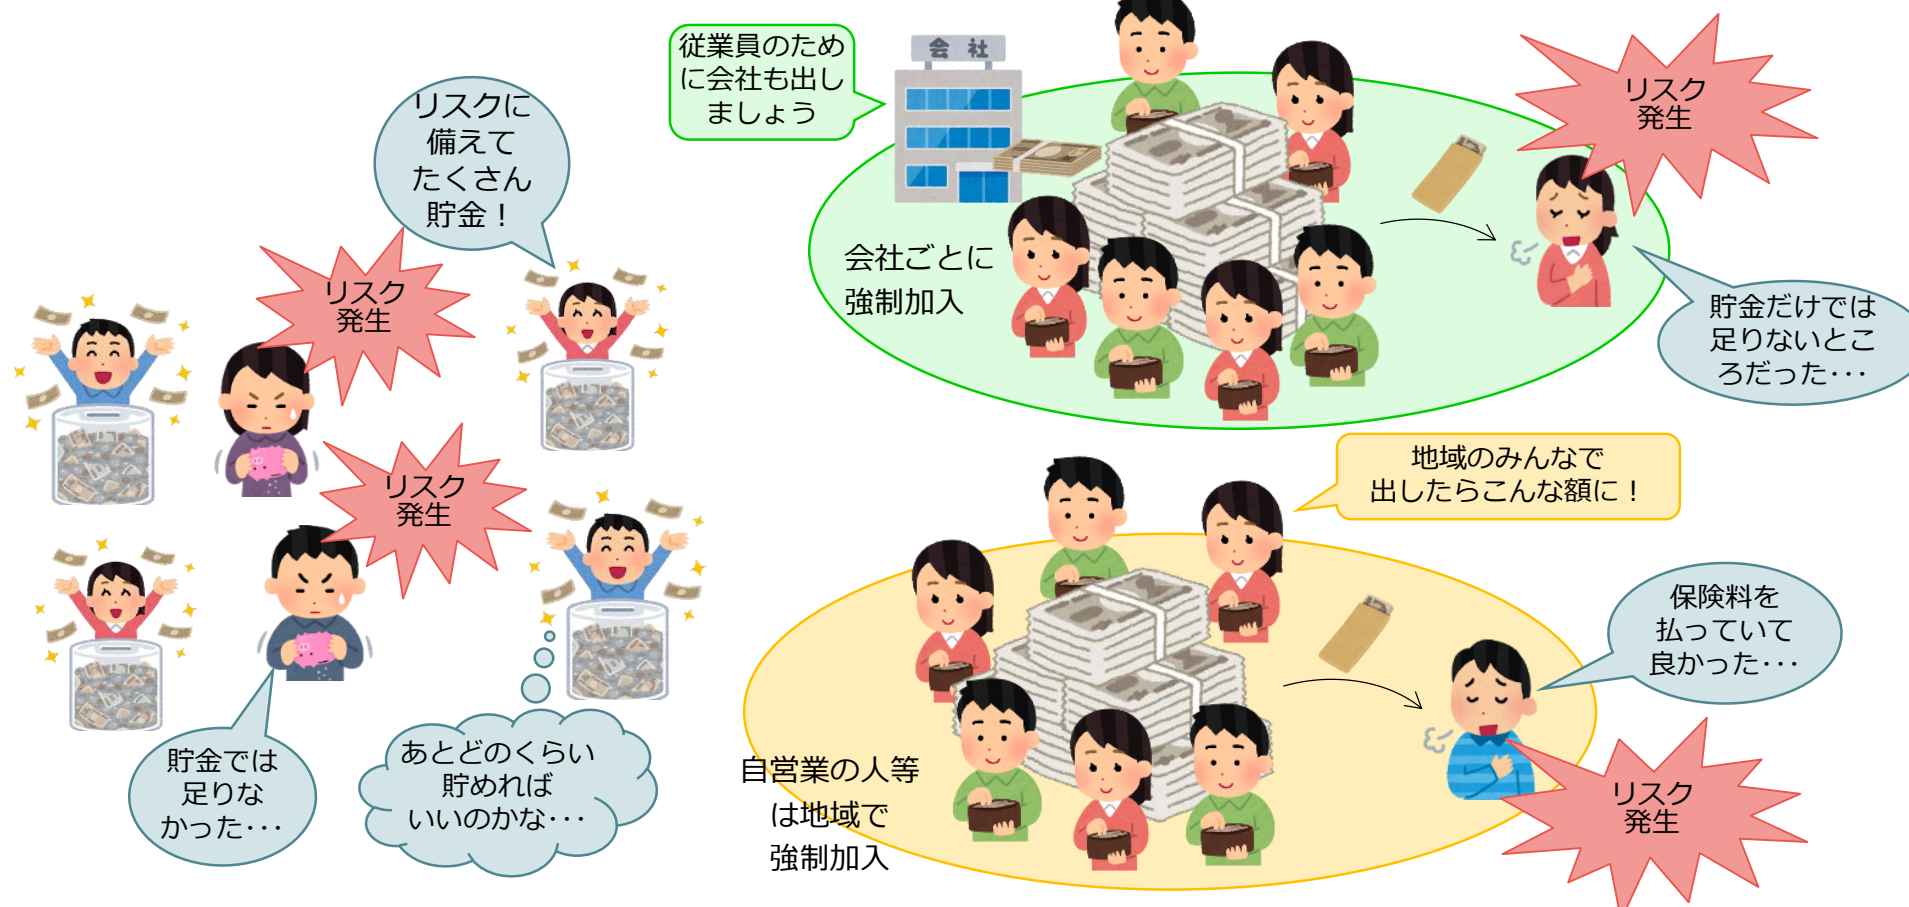 リスクに
備えて
たくさん
貯金！
リスク
発生
リスク
発生
貯金では
足りな
かった･･･
あとどのくらい
貯めれば
いいのかな･･･
従業員のため
に会社も出し
ましょう
会 社
会社ごとに
強制加入
リスク
発生
貯金だけでは
足りないとこ
ろだった･･･
地域のみんなで
出したらこんな額に！
自営業の人等
は地域で
強制加入
保険料を
払っていて
良かった･･･
リスク
発生